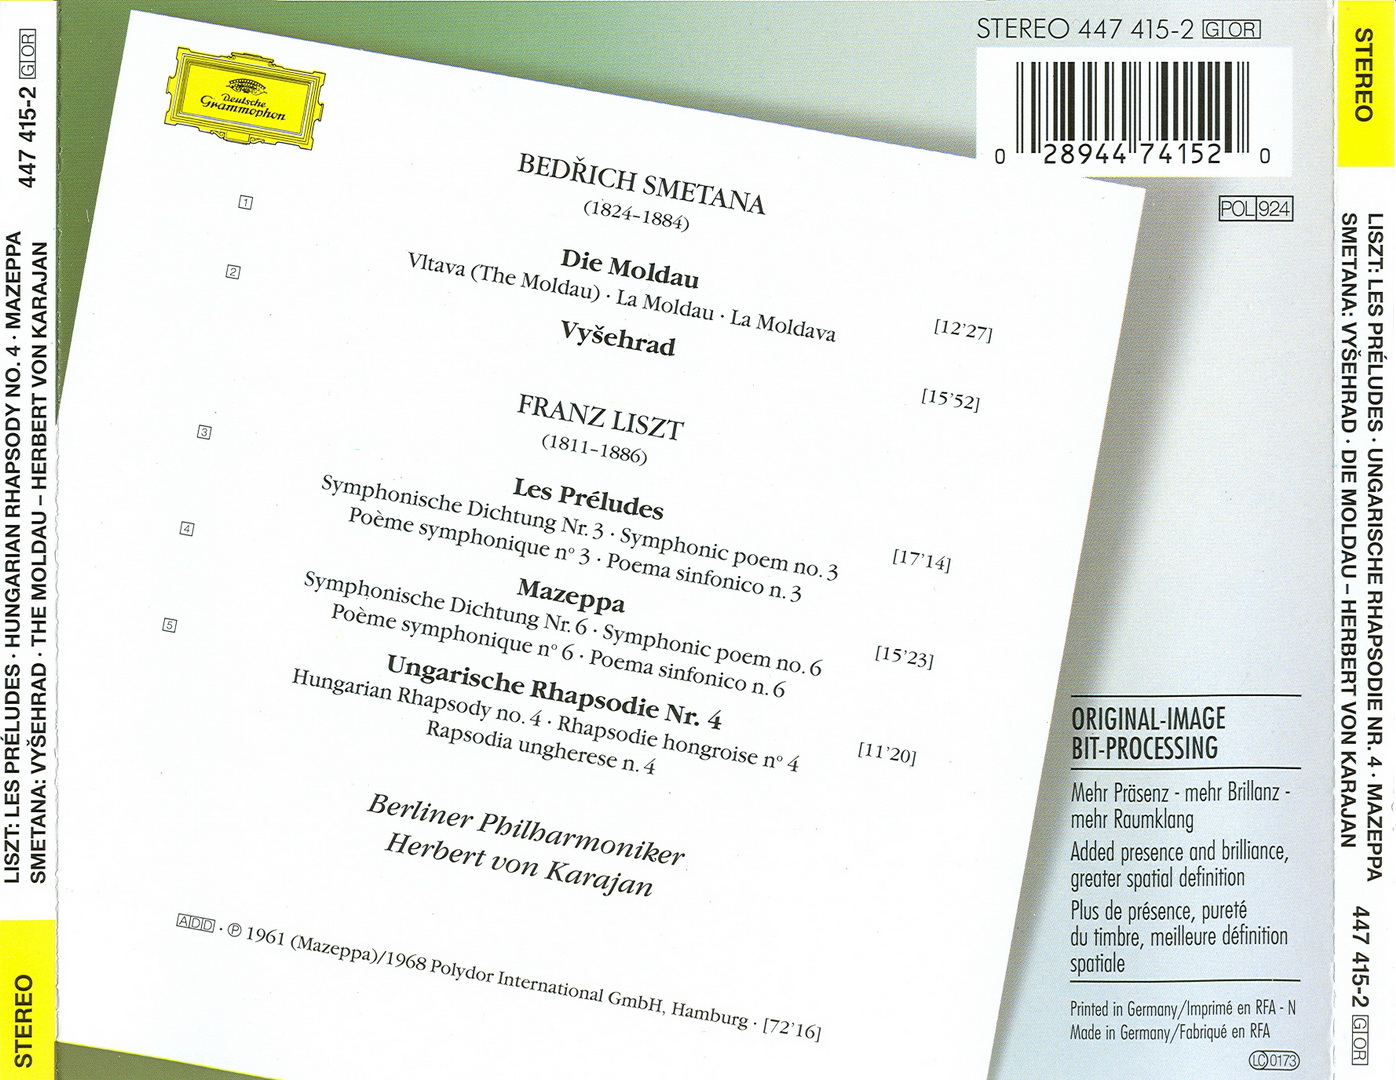 LISZT: LES PRÉLUDES · HUNGARIAN RHAPSODY NO. 4 · MAZEPPA
SMETANA: VYŠEHRAD · THE MOLDAU – HERBERT VON KARAJAN
447 415-2 G OR
STEREO
Deutsche
Grammophon
STEREO 447 415-2 G OR
0 28944 74152 0
POL 924
BEDŘICH SMETANA
(1824-1884)
1
Die Moldau
Vltava (The Moldau) · La Moldau · La Moldava
[12'27]
2
Vyšehrad
[15'52]
FRANZ LISZT
(1811-1886)
3
Les Préludes
Symphonische Dichtung Nr. 3 · Symphonic poem no. 3
Poème symphonique nº 3 · Poema sinfonico n. 3
[17'14]
4
Mazeppa
Symphonische Dichtung Nr. 6 · Symphonic poem no. 6
Poème symphonique nº 6 · Poema sinfonico n. 6
[15'23]
5
Ungarische Rhapsodie Nr. 4
Hungarian Rhapsody no. 4 · Rhapsodie hongroise nº 4
Rapsodia ungherese n. 4
[11'20]
Berliner Philharmoniker
Herbert von Karajan
ADD · ℗ 1961 (Mazeppa)/1968 Polydor International GmbH, Hamburg · [72'16]
ORIGINAL-IMAGE
BIT-PROCESSING
Mehr Präsenz - mehr Brillanz -
mehr Raumklang
Added presence and brilliance,
greater spatial definition
Plus de présence, pureté
du timbre, meilleure définition
spatiale
Printed in Germany/Imprimé en RFA - N
Made in Germany/Fabriqué en RFA
LC 0173
STEREO
LISZT: LES PRÉLUDES · UNGARISCHE RHAPSODIE NR. 4 · MAZEPPA
SMETANA: VYŠEHRAD · DIE MOLDAU – HERBERT VON KARAJAN
447 415-2 G OR